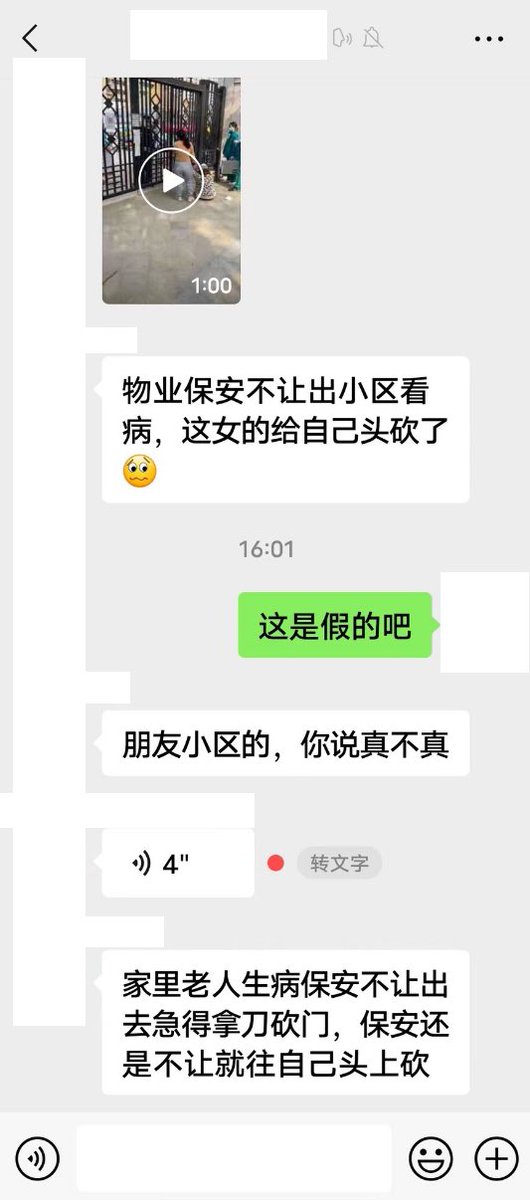 1:00
物业保安不让出小区看
病，这女的给自己头砍了
16:01
这是假的吧
朋友小区的，你说真不真
4"
转文字
家里老人生病保安不让出
去急得拿刀砍门，保安还
是不让就往自己头上砍